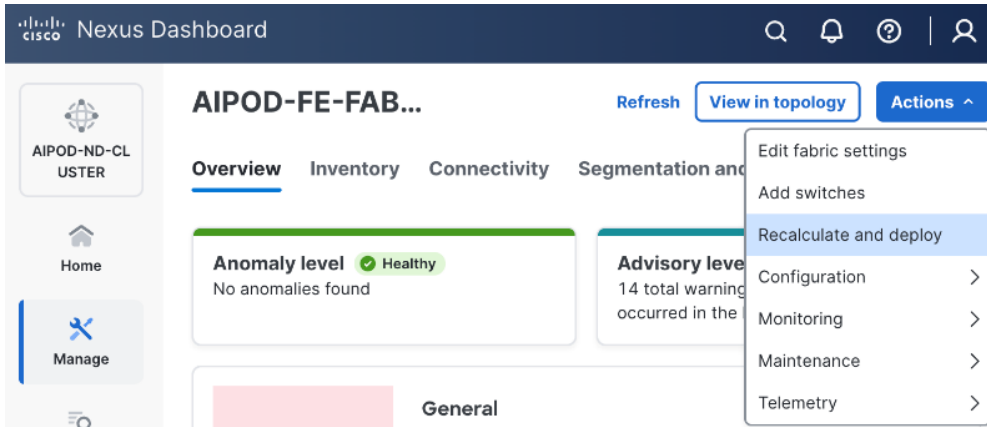 cisco Nexus Dashboard
AIPOD-ND-CL
USTER
Home
Manage
AIPOD-FE-FAB...
Refresh
View in topology
Actions
Overview
Inventory
Connectivity
Segmentation and
Anomaly level
Healthy
No anomalies found
Advisory leve
14 total warning
occurred in the
General
Edit fabric settings
Add switches
Recalculate and deploy
Configuration
Monitoring
Maintenance
Telemetry